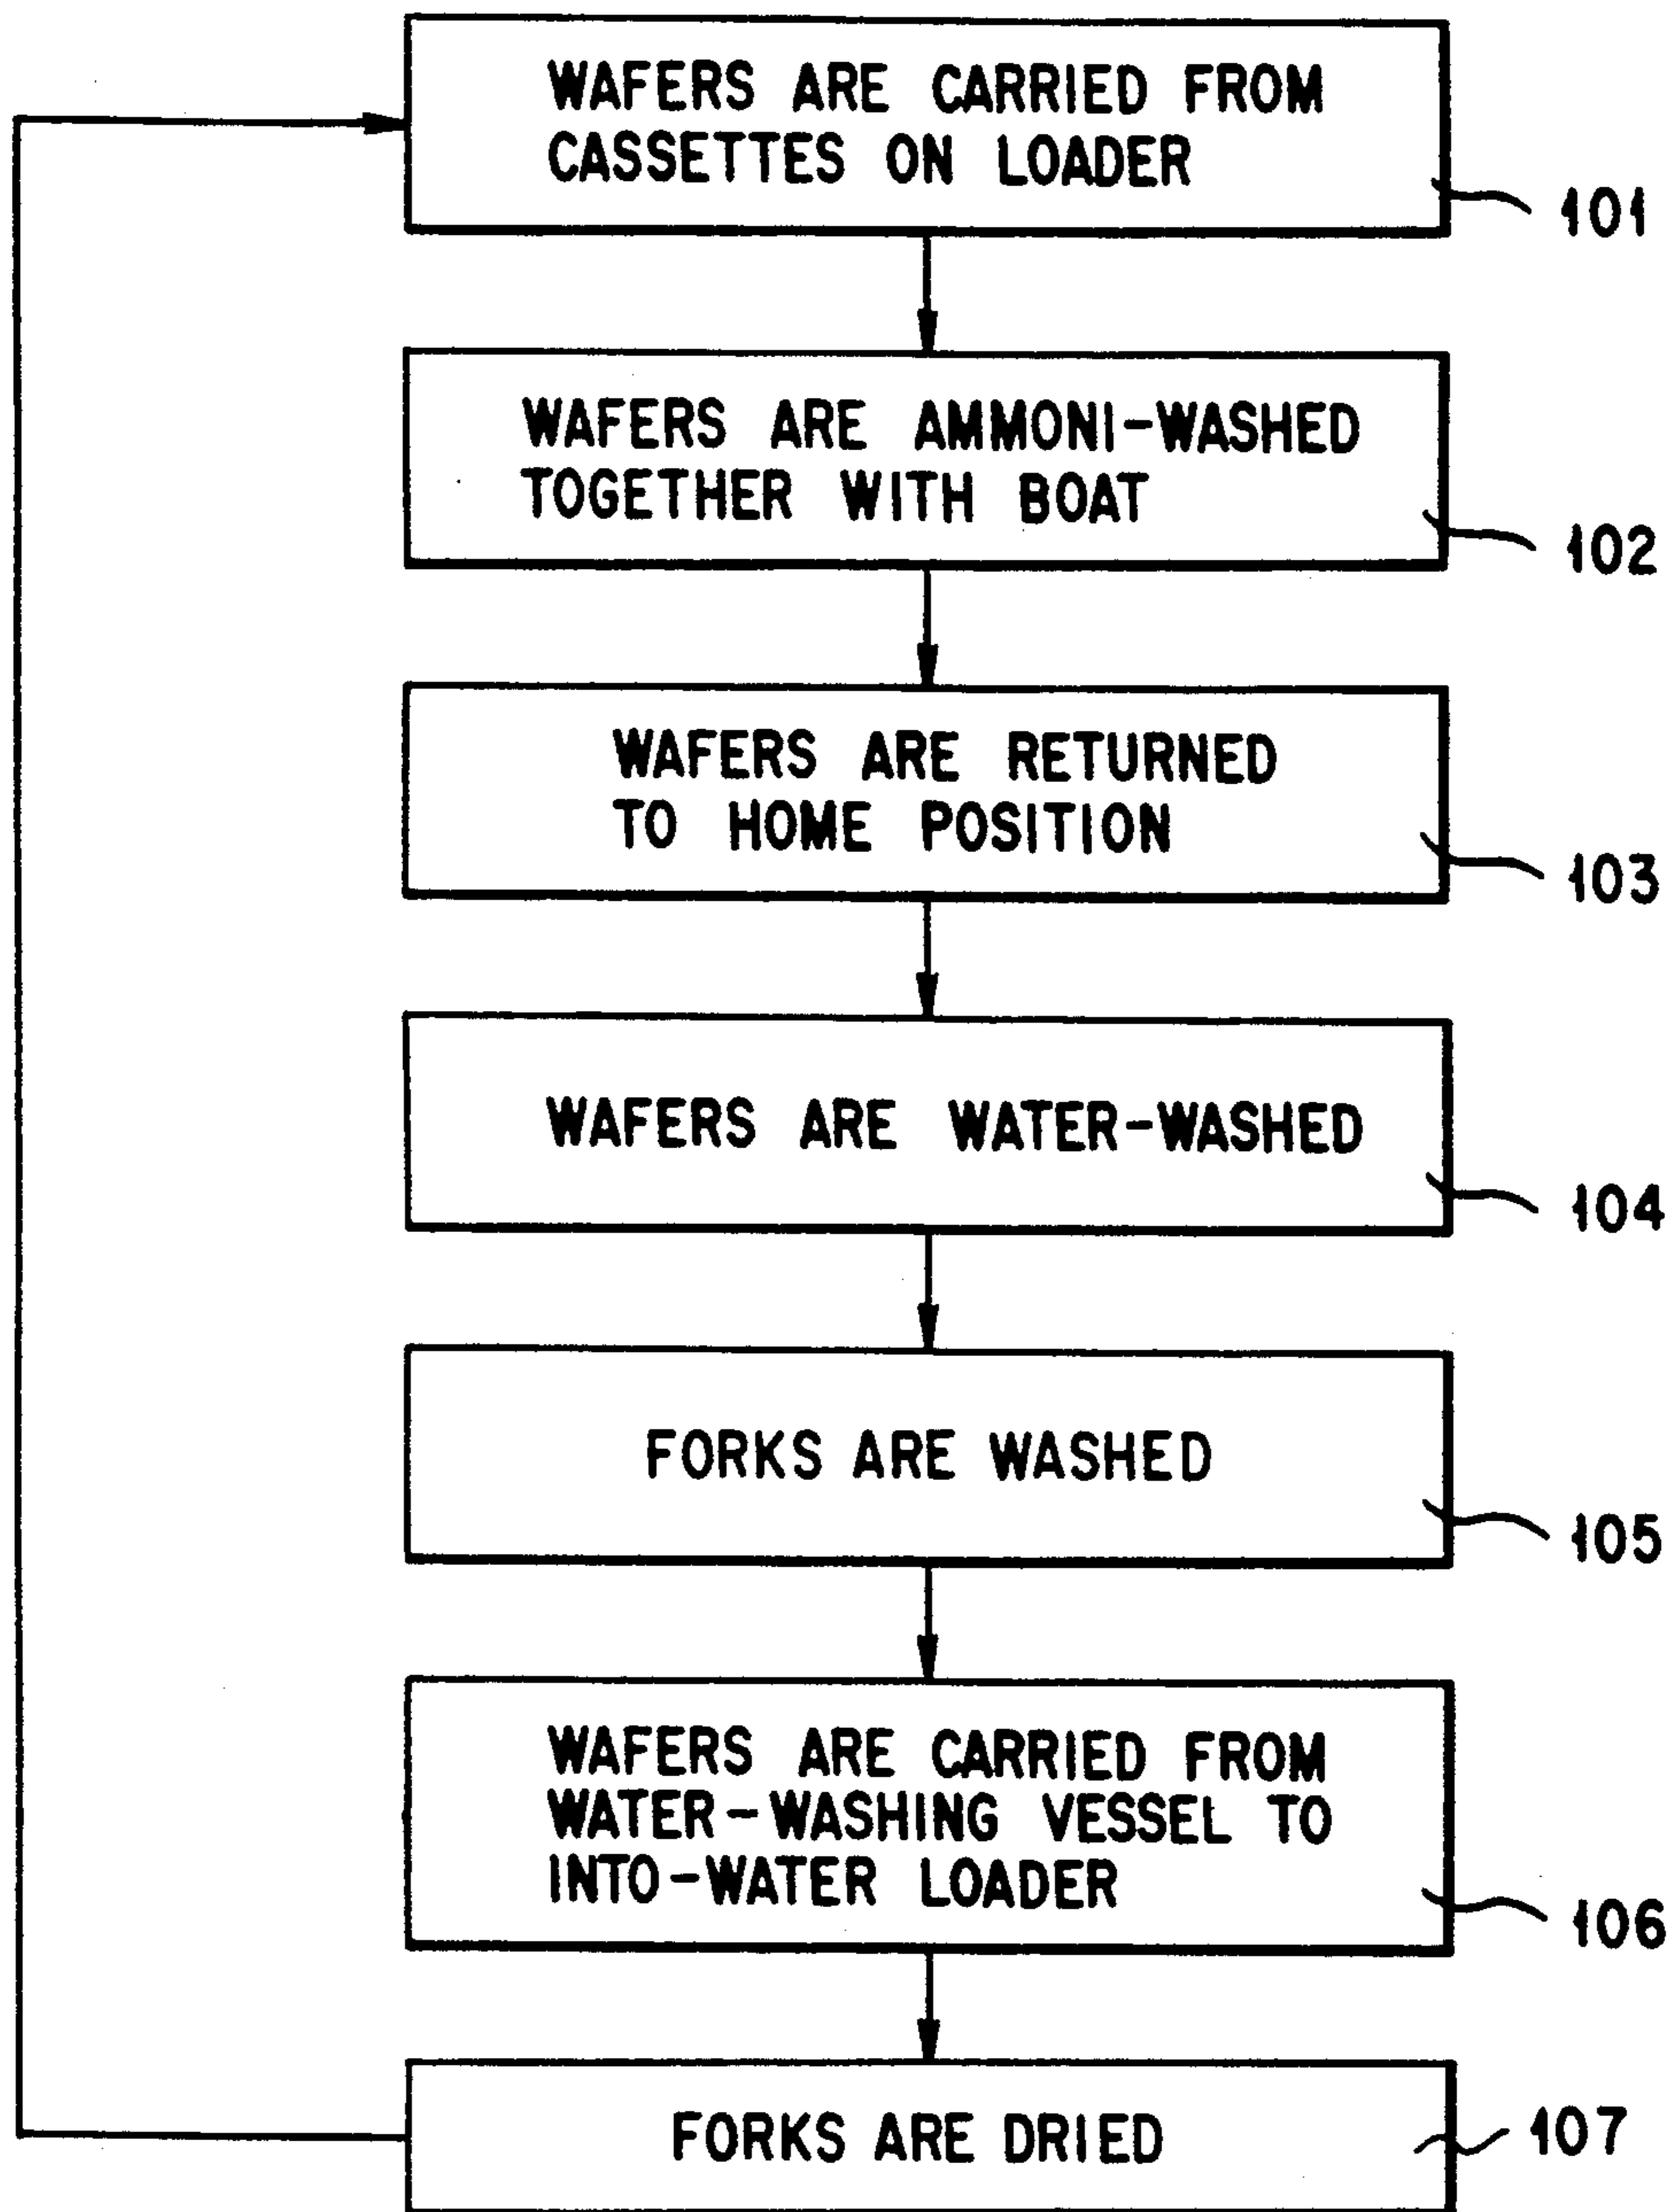 WAFERS ARE CARRIED FROM
CASSETTES ON LOADER
101
WAFERS ARE AMMONI-WASHED
TOGETHER WITH BOAT
102
WAFERS ARE RETURNED
TO HOME POSITION
103
WAFERS ARE WATER-WASHED
104
FORKS ARE WASHED
105
WAFERS ARE CARRIED FROM
WATER-WASHING VESSEL TO
INTO-WATER LOADER
106
FORKS ARE DRIED
107